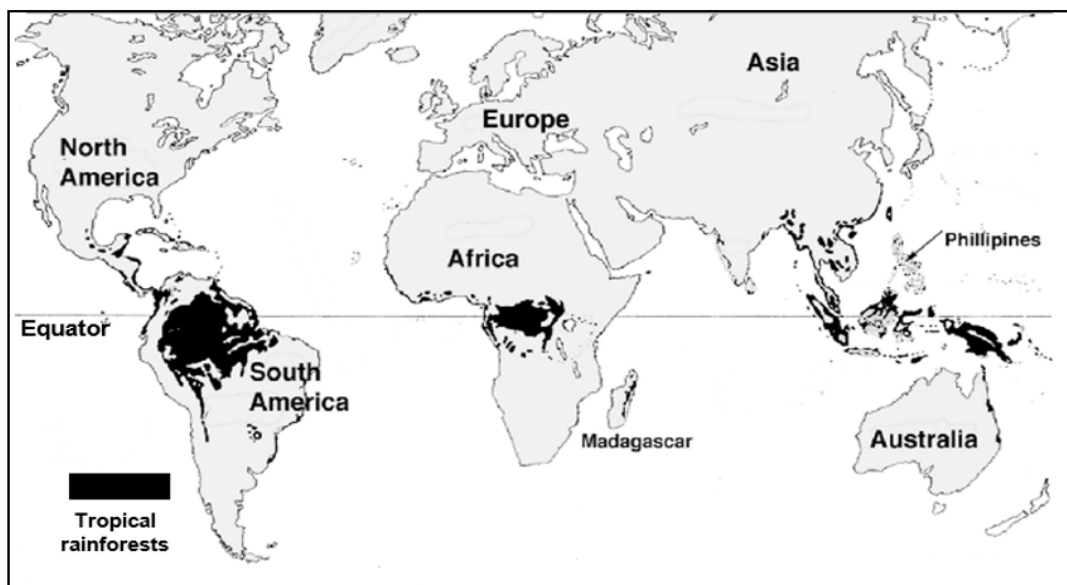 Asia
Europe
North
America
Africa
Phillipines
Equator
South
America
Madagascar
Australia
Tropical
rainforests